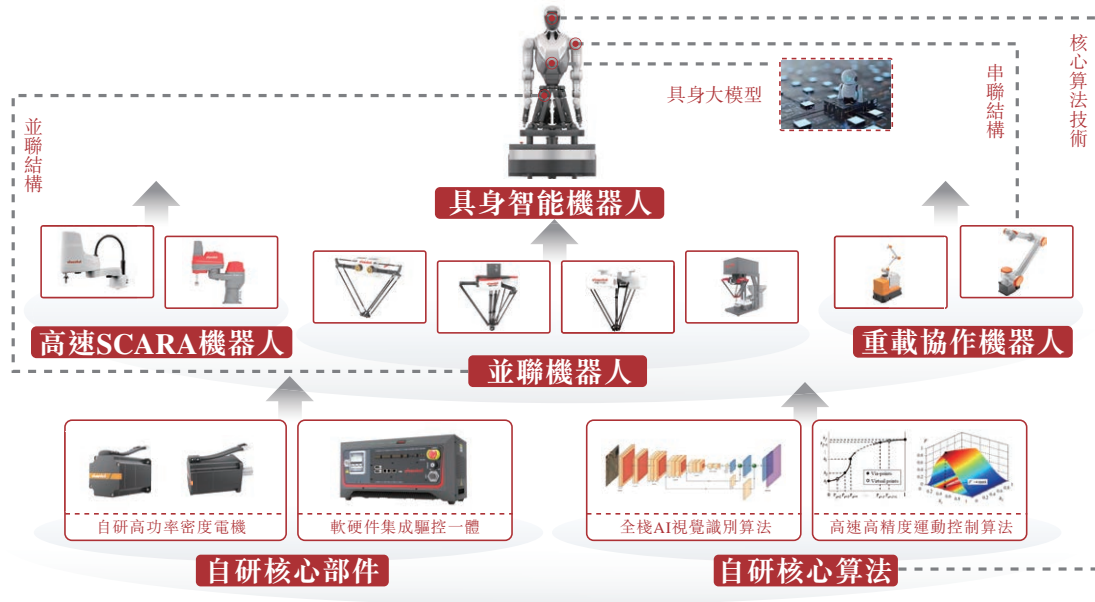 核心算法技術
串聯結構
具身大模型
並聯結構
具身智能機器人
高速SCARA機器人
並聯機器人
重載協作機器人
自研高功率密度電機
軟硬件集成驅控一體
全棧AI視覺識別算法
Via-points
Virtual points
高速高精度運動控制算法
自研核心部件
自研核心算法